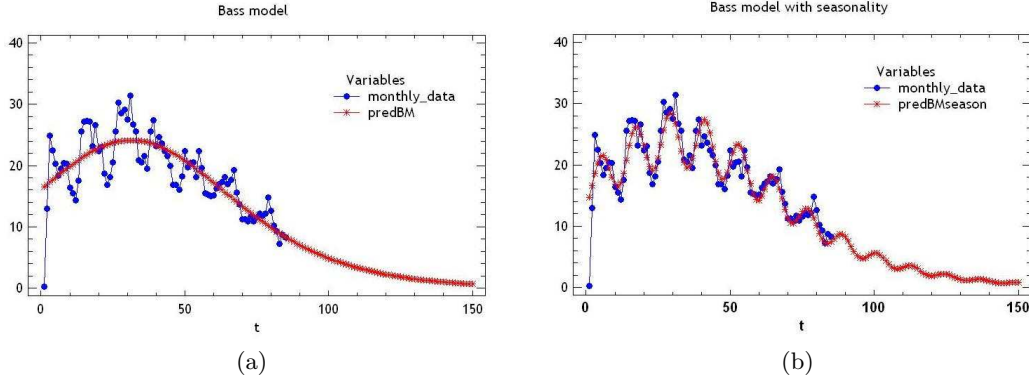 Bass model
40
30
20
10
0
0
50
100
150
t
Variables
monthly_data
predBM
(a)
Bass model with seasonality
40
30
20
10
0
0
50
100
150
t
Variables
monthly_data
predBMseason
(b)